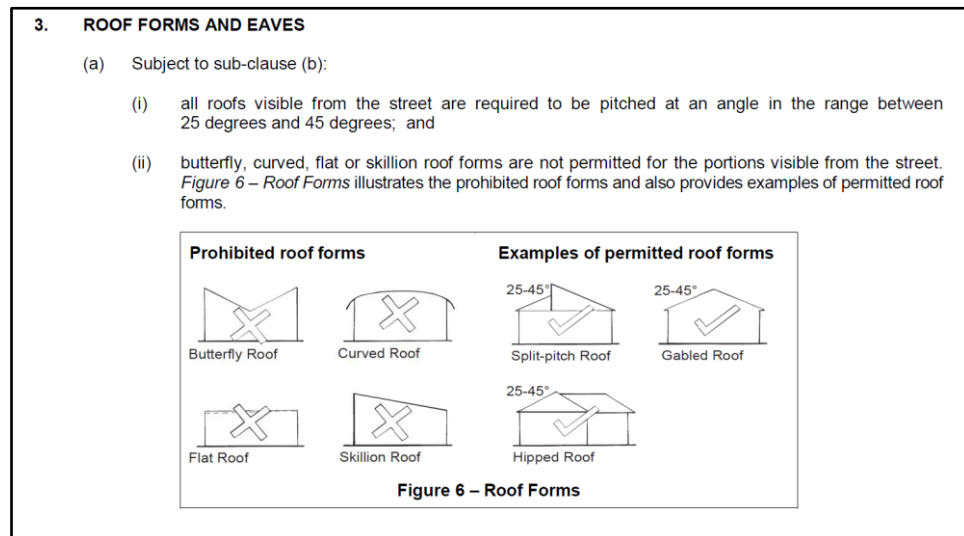 3. ROOF FORMS AND EAVES
(a) Subject to sub-clause (b):
(i) all roofs visible from the street are required to be pitched at an angle in the range between
25 degrees and 45 degrees; and
(ii) butterfly, curved, flat or skillion roof forms are not permitted for the portions visible from the street.
Figure 6 – Roof Forms illustrates the prohibited roof forms and also provides examples of permitted roof
forms.
Prohibited roof forms
Examples of permitted roof forms
25-45°
25-45°
Butterfly Roof
Curved Roof
Split-pitch Roof
Gabled Roof
25-45°
Flat Roof
Skillion Roof
Hipped Roof
Figure 6 – Roof Forms